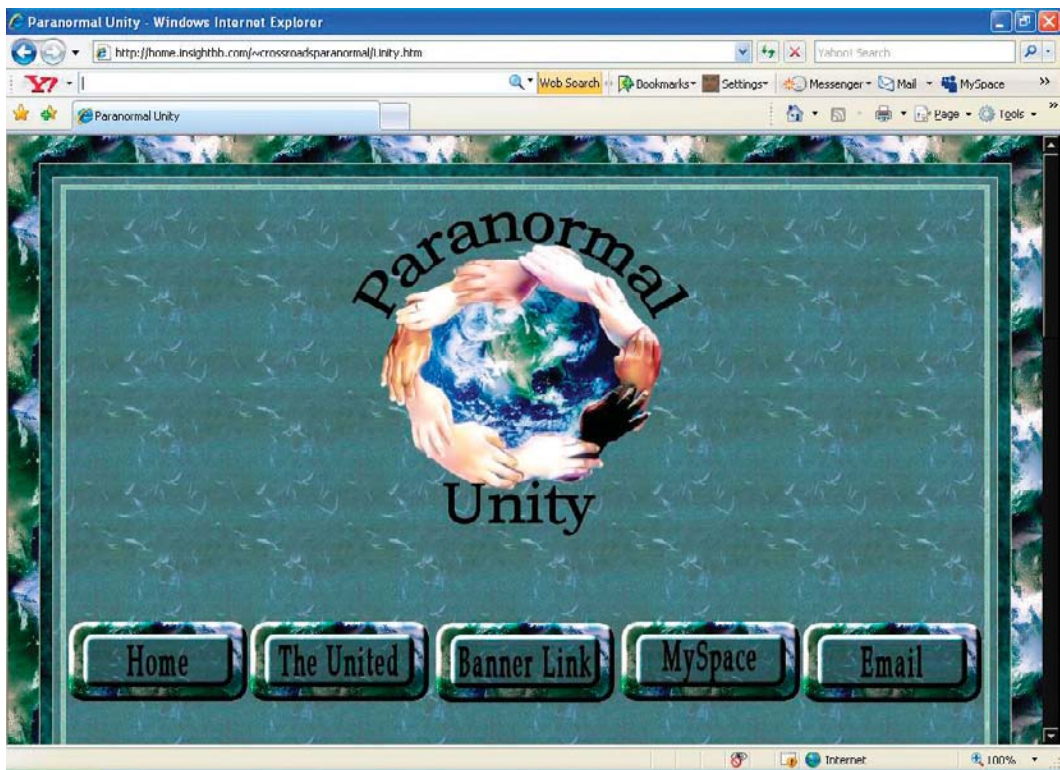 Paranormal Unity - Windows Internet Explorer
http://home.insightbb.com/~crossroadsparanormal/Unity.htm
Yahoo! Search
Y! Web Search Bookmarks Settings Messenger Mail MySpace
Paranormal Unity Page Tools
Paranormal
Unity
Home The United Banner Link MySpace Email
Internet 100%